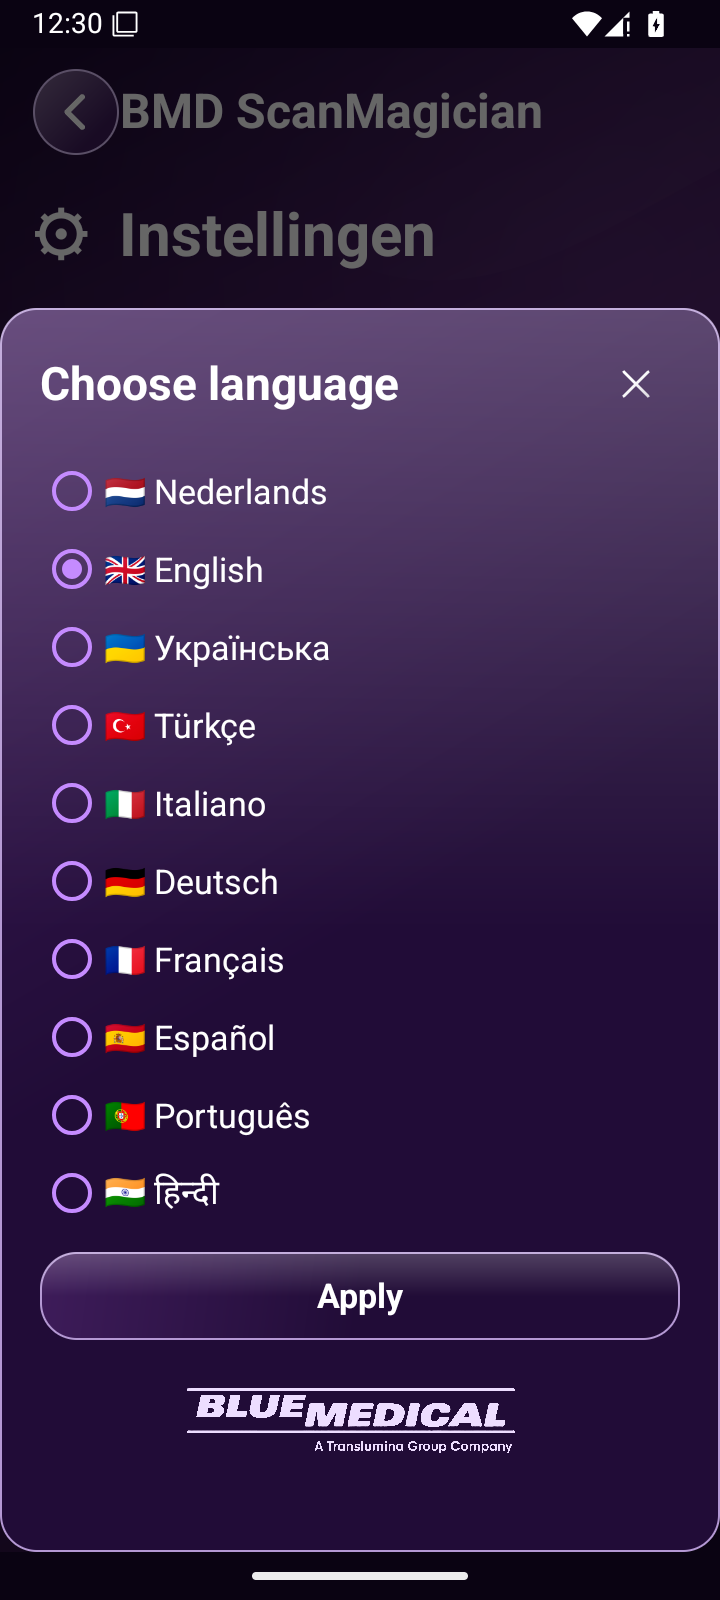 12:30
BMD ScanMagician
Instellingen
Choose language
Nederlands
English
Українська
Türkçe
Italiano
Deutsch
Français
Español
Português
हिन्दी
Apply
BLUEMEDICAL
A Translumina Group Company